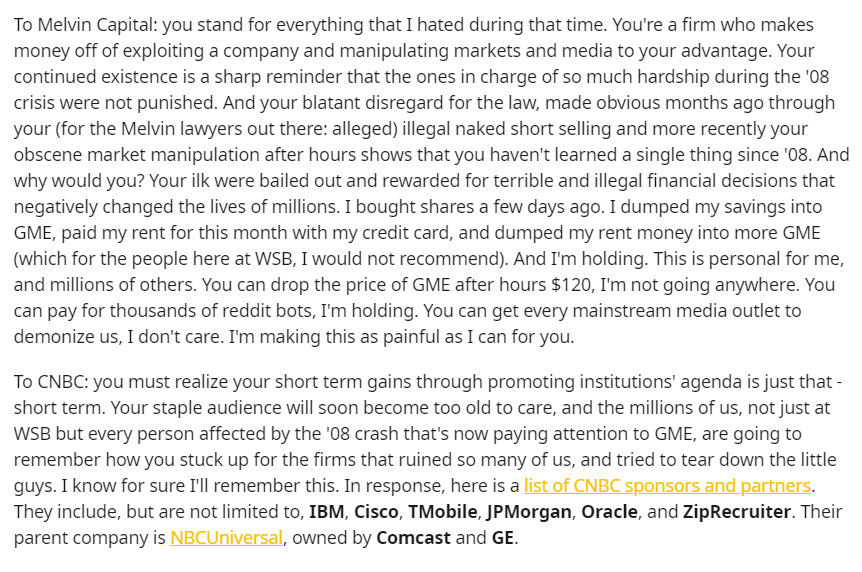 To Melvin Capital: you stand for everything that I hated during that time. You're a firm who makes
money off of exploiting a company and manipulating markets and media to your advantage. Your
continued existence is a sharp reminder that the ones in charge of so much hardship during the '08
crisis were not punished. And your blatant disregard for the law, made obvious months ago through
your (for the Melvin lawyers out there: alleged) illegal naked short selling and more recently your
obscene market manipulation after hours shows that you haven't learned a single thing since '08. And
why would you? Your ilk were bailed out and rewarded for terrible and illegal financial decisions that
negatively changed the lives of millions. I bought shares a few days ago. I dumped my savings into
GME, paid my rent for this month with my credit card, and dumped my rent money into more GME
(which for the people here at WSB, I would not recommend). And I'm holding. This is personal for me,
and millions of others. You can drop the price of GME after hours $120, I'm not going anywhere. You
can pay for thousands of reddit bots, I'm holding. You can get every mainstream media outlet to
demonize us, I don't care. I'm making this as painful as I can for you.
To CNBC: you must realize your short term gains through promoting institutions' agenda is just that -
short term. Your staple audience will soon become too old to care, and the millions of us, not just at
WSB but every person affected by the '08 crash that's now paying attention to GME, are going to
remember how you stuck up for the firms that ruined so many of us, and tried to tear down the little
guys. I know for sure I'll remember this. In response, here is a list of CNBC sponsors and partners.
They include, but are not limited to, IBM, Cisco, TMobile, JPMorgan, Oracle, and ZipRecruiter. Their
parent company is NBCUniversal, owned by Comcast and GE.